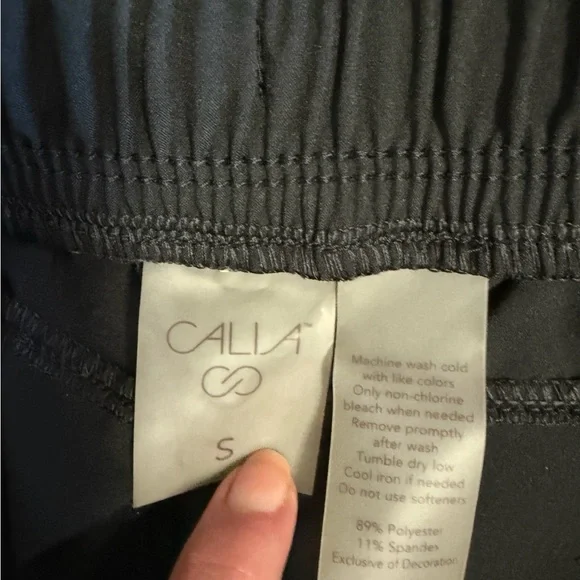 CALIA™
S
Machine wash cold
with like colors
Only non-chlorine
bleach when needed
Remove promptly
after wash
Tumble dry low
Cool iron if needed
Do not use softeners
89% Polyester
11% Spandex
Exclusive of Decoration